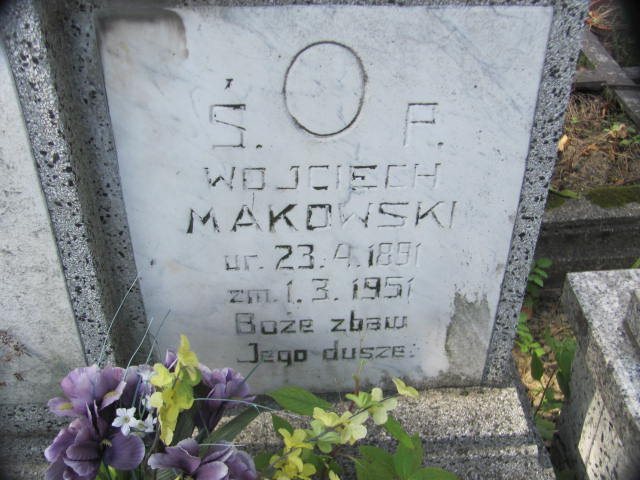 Ś. P.
WOJCIECH
MAKOWSKI
ur. 23.4.1891
zm. 1.3.1951
Boże zbaw
Jego duszę.